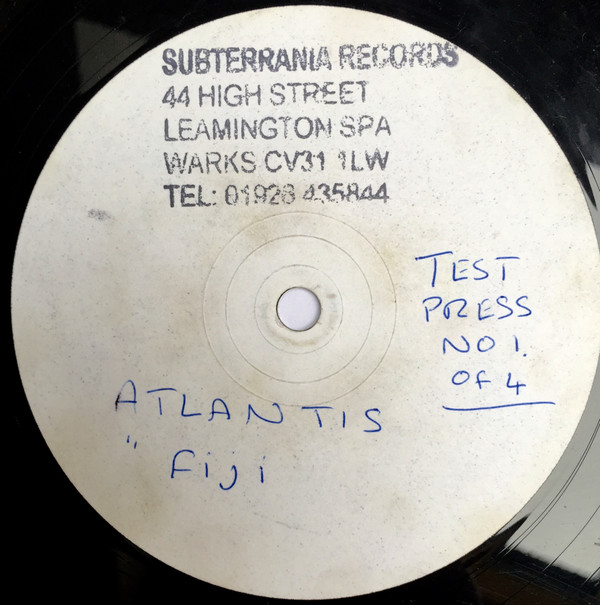 SUBTERRANIA RECORDS
44 HIGH STREET
LEAMINGTON SPA
WARKS CV31 1LW
TEL: 01926 435844
TEST
PRESS
NO 1.
OF 4
ATLANTIS
" Fiji